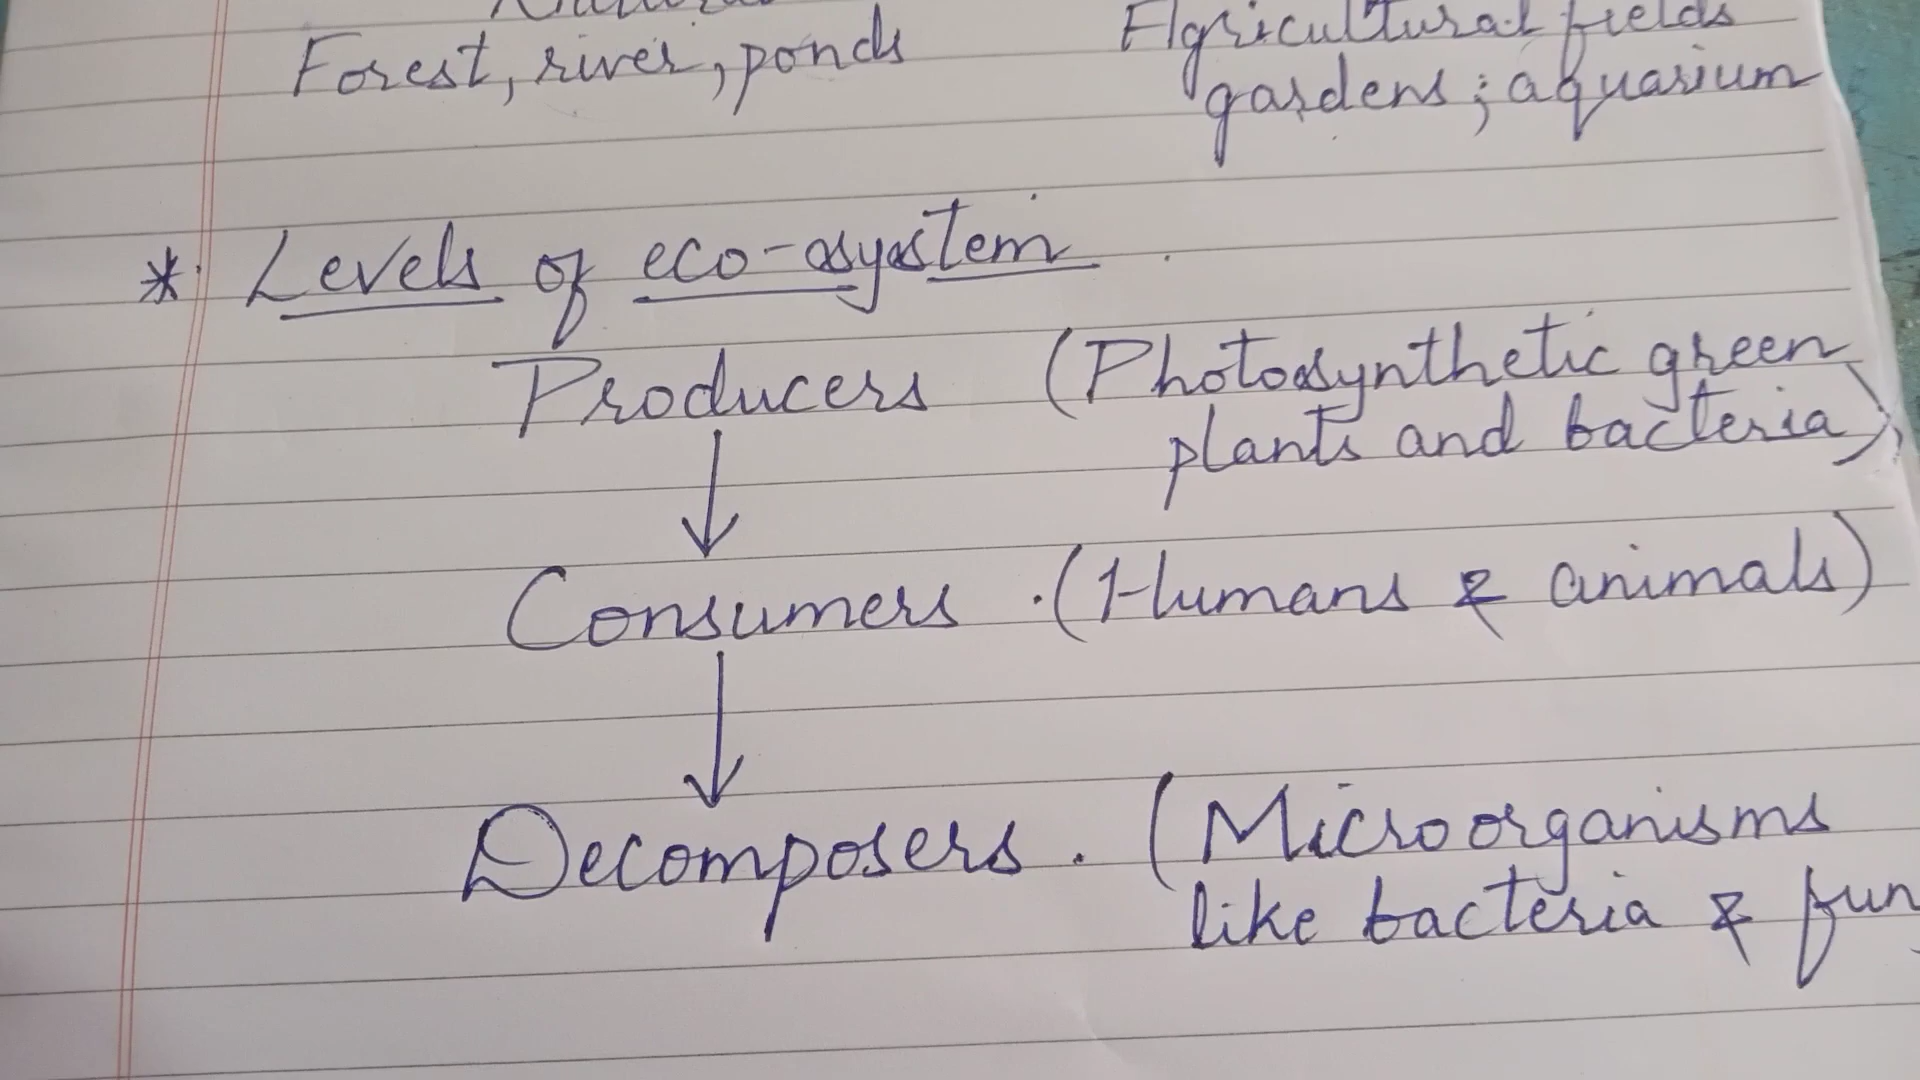 Forest, river, ponds
Agricultural fields
gardens; aquarium
* Levels of eco-system
Producers (Photosynthetic green
plants and bacteria)
↓
Consumers . (Humans & animals)
↓
Decomposers . (Microorganisms
like bacteria & fun